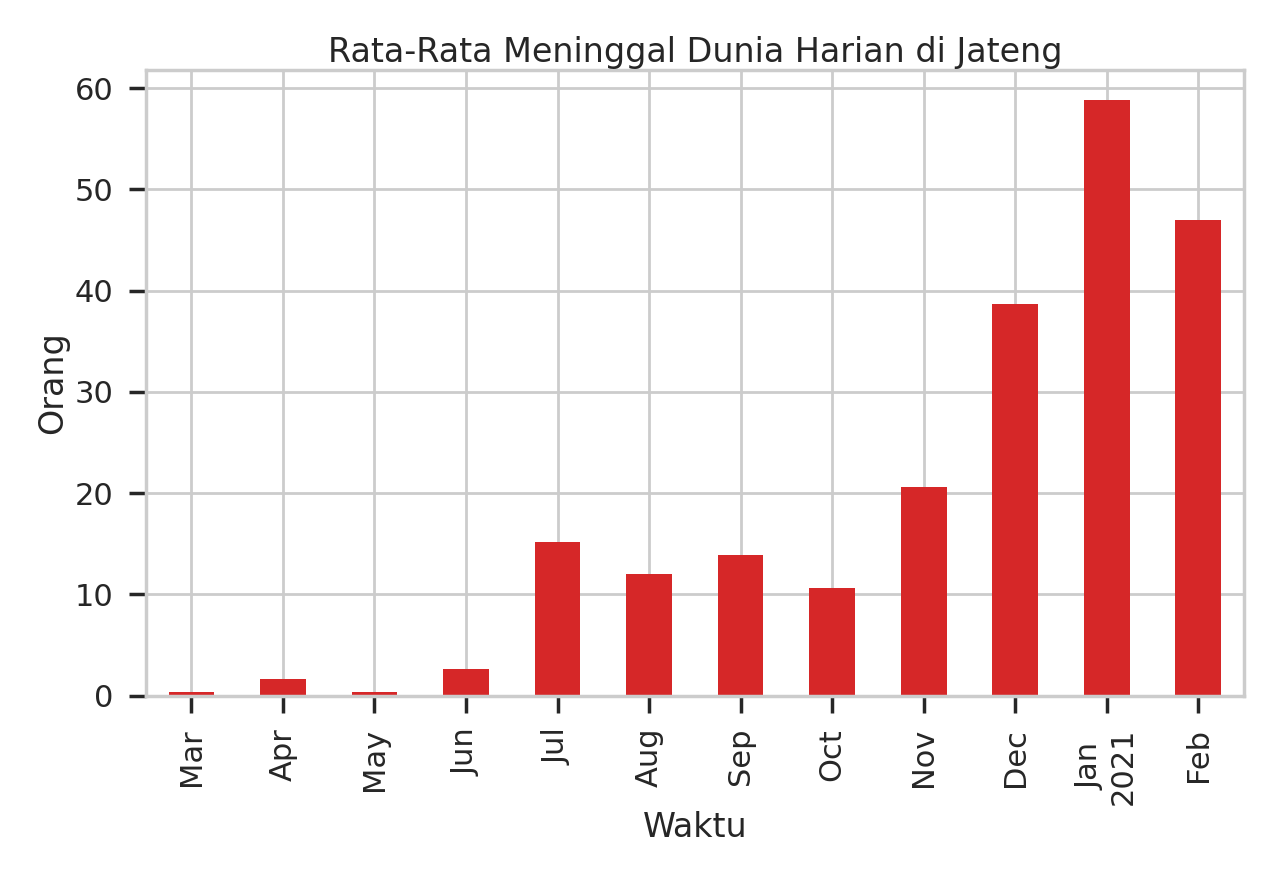 Rata-Rata Meninggal Dunia Harian di Jateng
60
50
40
30
20
10
0
Orang
Mar
Apr
May
Jun
Jul
Aug
Sep
Oct
Nov
Dec
Jan
2021
Feb
Waktu